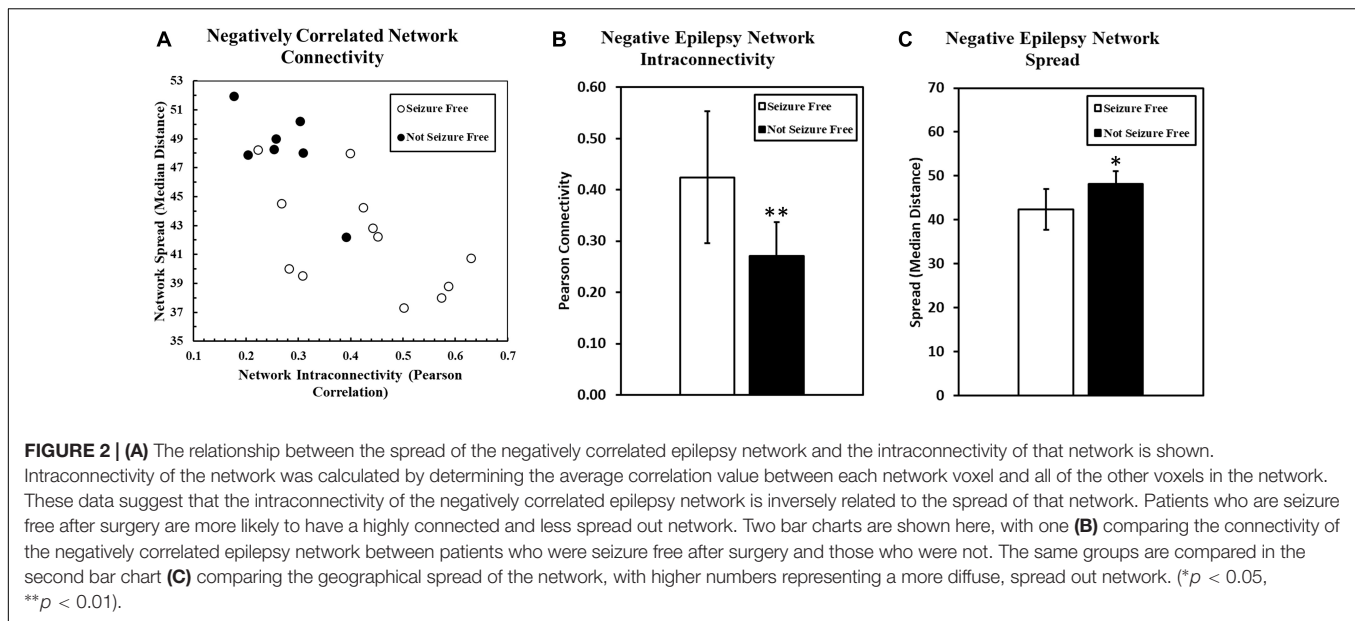 A
Negatively Correlated Network
Connectivity
53
51
49
47
45
43
41
39
37
35
Network Spread (Median Distance)
Seizure Free
Not Seizure Free
0.1 0.2 0.3 0.4 0.5 0.6 0.7
Network Intraconnectivity (Pearson
Correlation)
B
Negative Epilepsy Network
Intraconnectivity
0.60
0.50
0.40
0.30
0.20
0.10
0.00
Pearson Connectivity
Seizure Free
Not Seizure Free
**
C
Negative Epilepsy Network
Spread
70
60
50
40
30
20
10
0
Spread (Median Distance)
Seizure Free
Not Seizure Free
*
FIGURE 2 | (A) The relationship between the spread of the negatively correlated epilepsy network and the intraconnectivity of that network is shown.
Intraconnectivity of the network was calculated by determining the average correlation value between each network voxel and all of the other voxels in the network.
These data suggest that the intraconnectivity of the negatively correlated epilepsy network is inversely related to the spread of that network. Patients who are seizure
free after surgery are more likely to have a highly connected and less spread out network. Two bar charts are shown here, with one (B) comparing the connectivity of
the negatively correlated epilepsy network between patients who were seizure free after surgery and those who were not. The same groups are compared in the
second bar chart (C) comparing the geographical spread of the network, with higher numbers representing a more diffuse, spread out network. (*p < 0.05,
**p < 0.01).